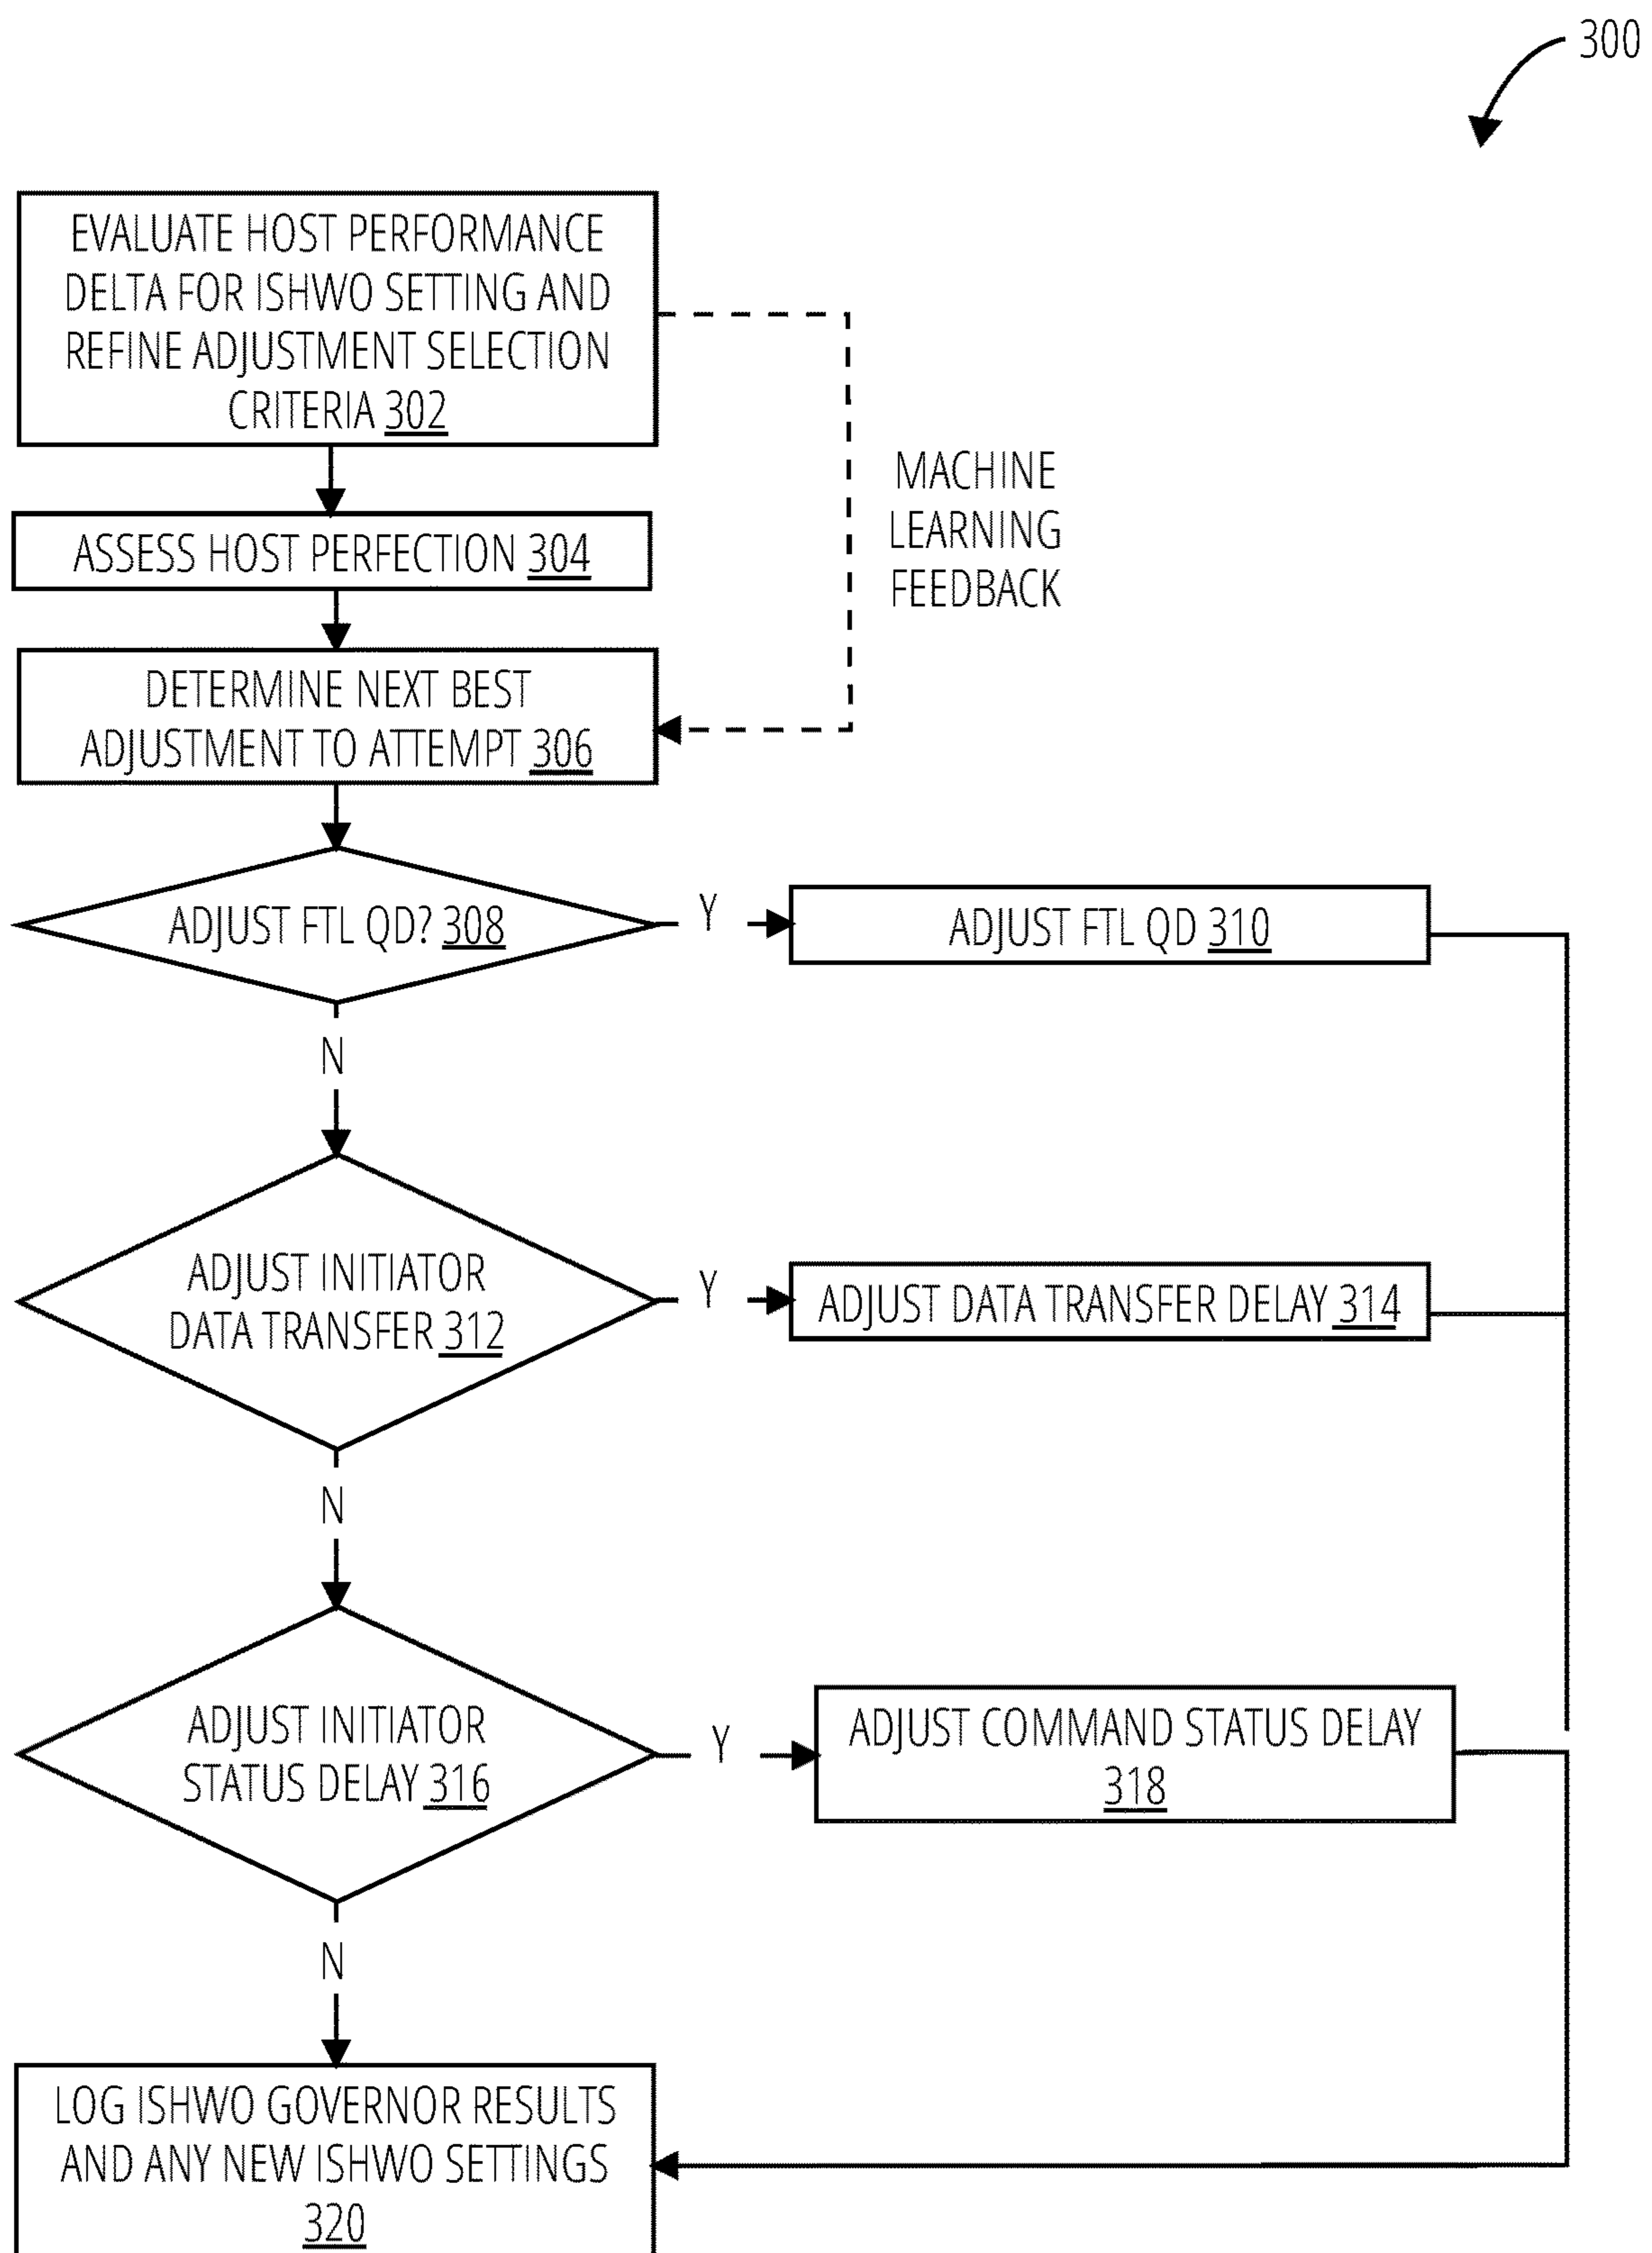 300
EVALUATE HOST PERFORMANCE
DELTA FOR ISHWO SETTING AND
REFINE ADJUSTMENT SELECTION
CRITERIA 302
MACHINE
LEARNING
FEEDBACK
ASSESS HOST PERFECTION 304
DETERMINE NEXT BEST
ADJUSTMENT TO ATTEMPT 306
ADJUST FTL QD? 308
Y
ADJUST FTL QD 310
N
ADJUST INITIATOR
DATA TRANSFER 312
Y
ADJUST DATA TRANSFER DELAY 314
N
ADJUST INITIATOR
STATUS DELAY 316
Y
ADJUST COMMAND STATUS DELAY
318
N
LOG ISHWO GOVERNOR RESULTS
AND ANY NEW ISHWO SETTINGS
320